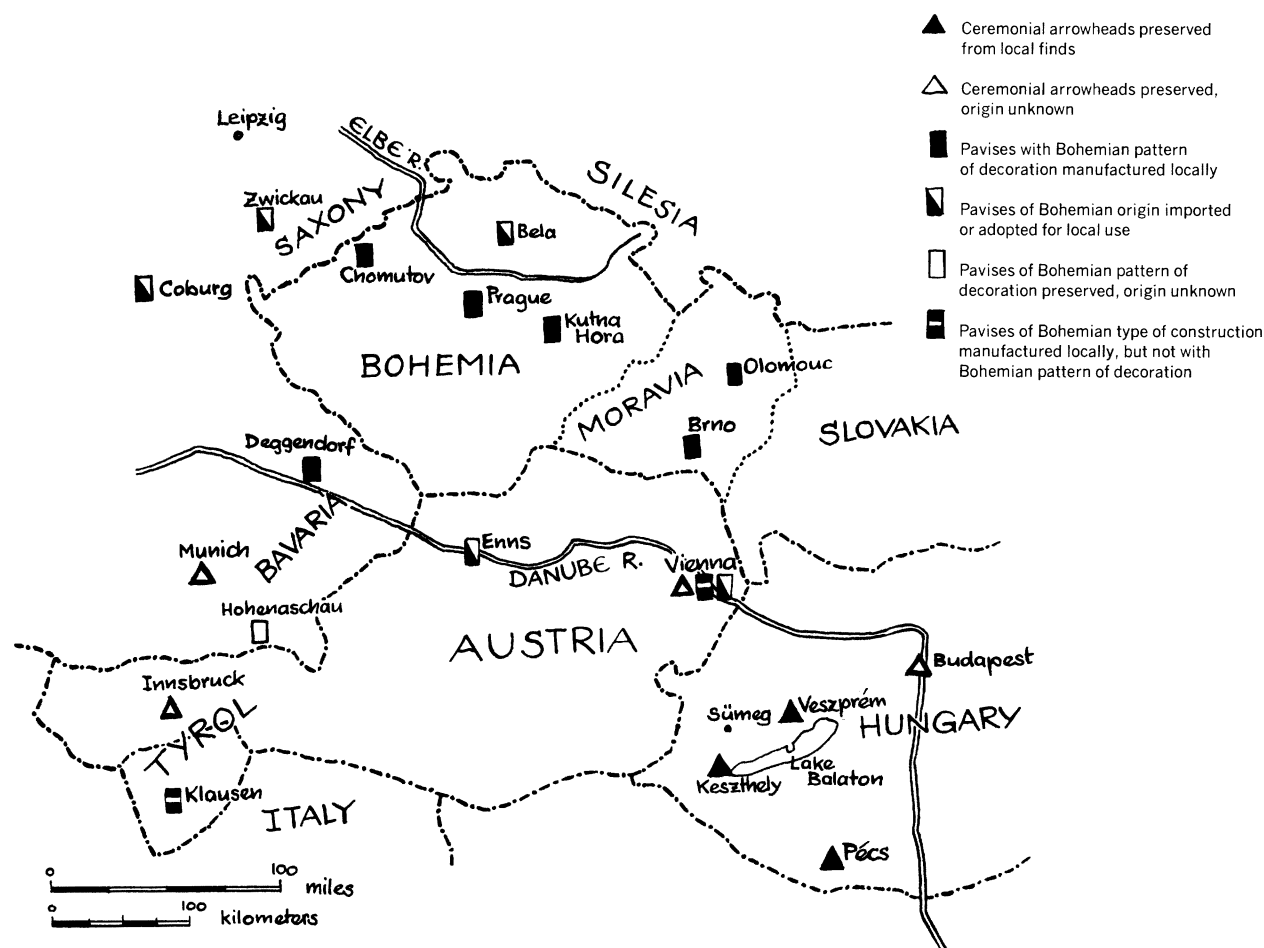 Ceremonial arrowheads preserved
from local finds
Ceremonial arrowheads preserved,
origin unknown
Pavises with Bohemian pattern
of decoration manufactured locally
Pavises of Bohemian origin imported
or adopted for local use
Pavises of Bohemian pattern of
decoration preserved, origin unknown
Pavises of Bohemian type of construction
manufactured locally, but not with
Bohemian pattern of decoration
Leipzig
ELBE R.
SILESIA
Zwickau
SAXONY
Bela
Chomutov
Coburg
Prague
Kutna
Hora
BOHEMIA
Olomouc
MORAVIA
Brno
SLOVAKIA
Deggendorf
BAVARIA
Munich
Enns
DANUBE R.
Vienna
Hohenaschau
AUSTRIA
Budapest
Innsbruck
TYROL
Veszprém
Sümeg
HUNGARY
Lake
Balaton
Keszthely
Klausen
ITALY
Pécs
0 100
miles
0 100
kilometers